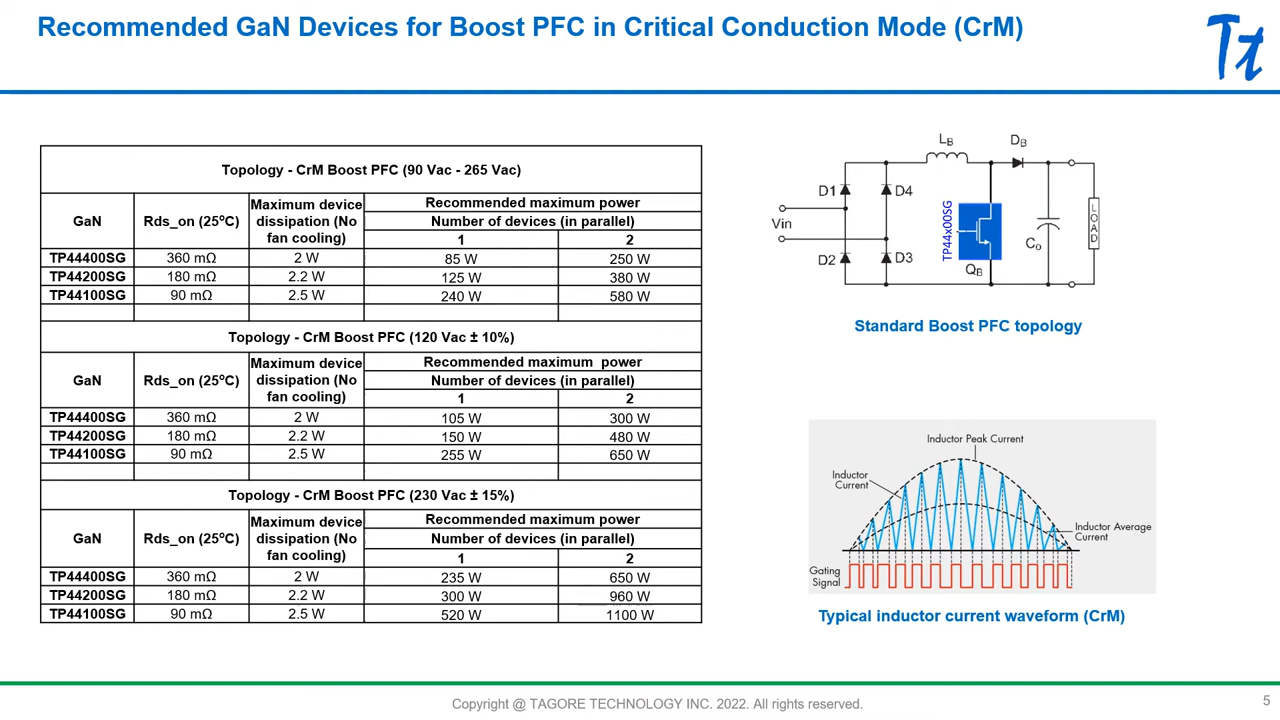 Recommended GaN Devices for Boost PFC in Critical Conduction Mode (CrM)
Tt
Topology - CrM Boost PFC (90 Vac - 265 Vac)
GaN Rds_on (25ºC) Maximum device dissipation (No fan cooling) Recommended maximum power
Number of devices (in parallel)
1 2
TP44400SG 360 mΩ 2 W 85 W 250 W
TP44200SG 180 mΩ 2.2 W 125 W 380 W
TP44100SG 90 mΩ 2.5 W 240 W 580 W
Topology - CrM Boost PFC (120 Vac ± 10%)
GaN Rds_on (25ºC) Maximum device dissipation (No fan cooling) Recommended maximum power
Number of devices (in parallel)
1 2
TP44400SG 360 mΩ 2 W 105 W 300 W
TP44200SG 180 mΩ 2.2 W 150 W 480 W
TP44100SG 90 mΩ 2.5 W 255 W 650 W
Topology - CrM Boost PFC (230 Vac ± 15%)
GaN Rds_on (25ºC) Maximum device dissipation (No fan cooling) Recommended maximum power
Number of devices (in parallel)
1 2
TP44400SG 360 mΩ 2 W 235 W 650 W
TP44200SG 180 mΩ 2.2 W 300 W 960 W
TP44100SG 90 mΩ 2.5 W 520 W 1100 W
LB DB
D1 D4
Vin
TP44x00SG
Co
LOAD
D2 D3
QB
Standard Boost PFC topology
Inductor Peak Current
Inductor
Current
Inductor Average
Current
Gating
Signal
Typical inductor current waveform (CrM)
Copyright @ TAGORE TECHNOLOGY INC. 2022. All rights reserved.
5